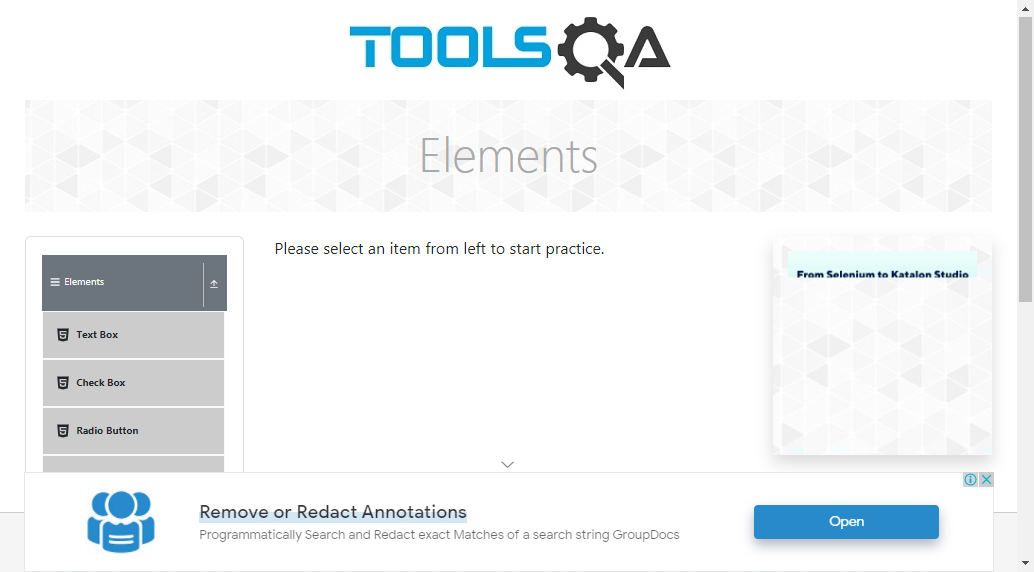 TOOLSQA
Elements
Elements
Text Box
Check Box
Radio Button
Please select an item from left to start practice.
From Selenium to Katalon Studio
Remove or Redact Annotations
Programmatically Search and Redact exact Matches of a search string GroupDocs
Open